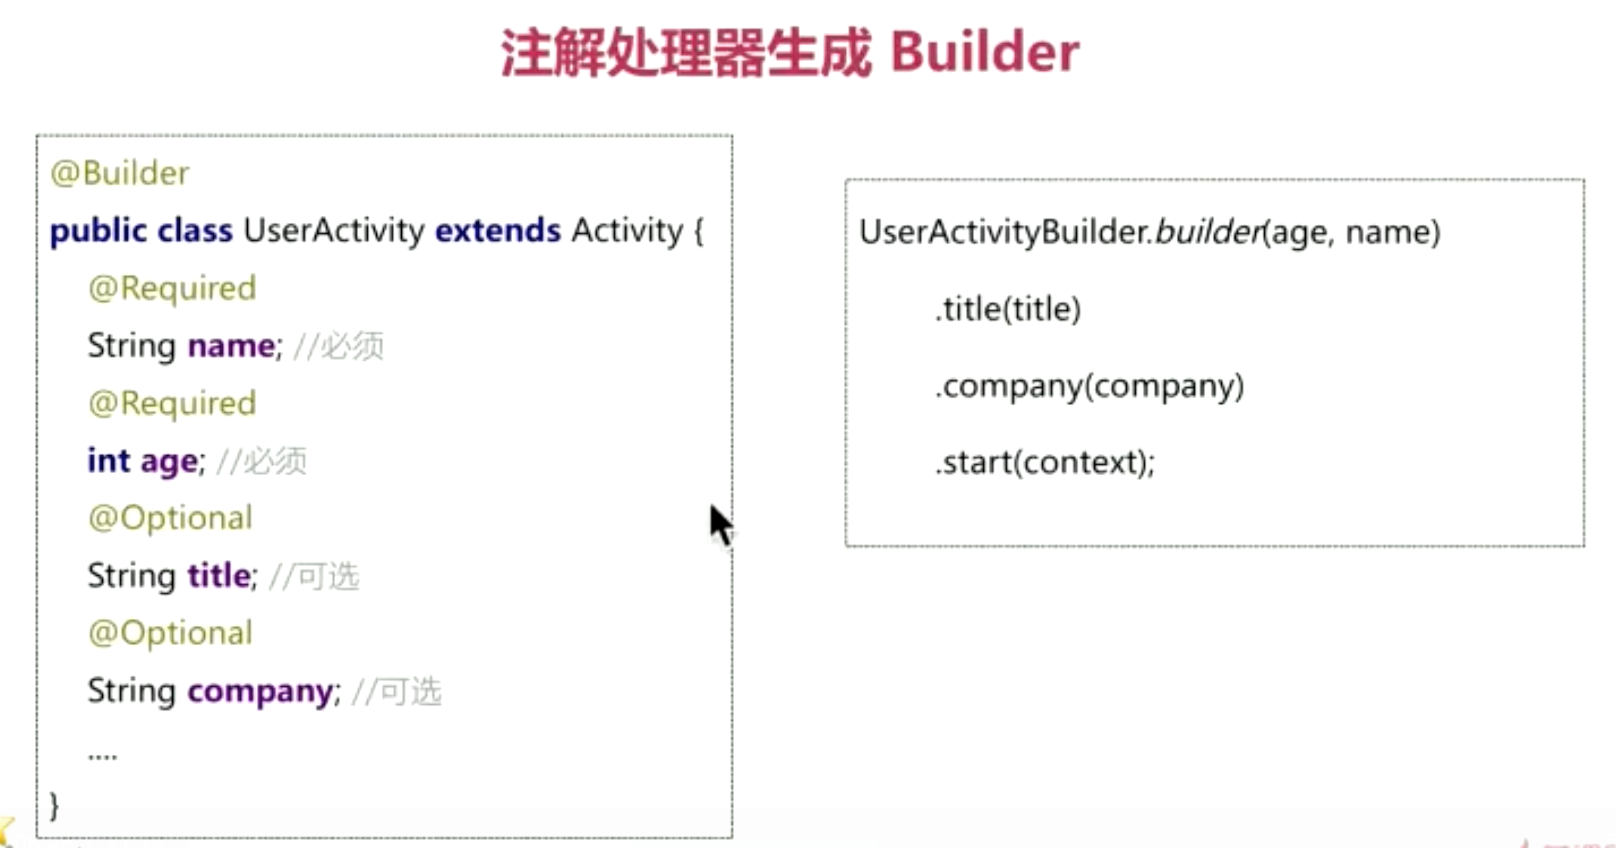 注解处理器生成 Builder
@Builder
public class UserActivity extends Activity {
@Required
String name; //必须
@Required
int age; //必须
@Optional
String title; //可选
@Optional
String company; //可选
....
}
UserActivityBuilder.builder(age, name)
.title(title)
.company(company)
.start(context);